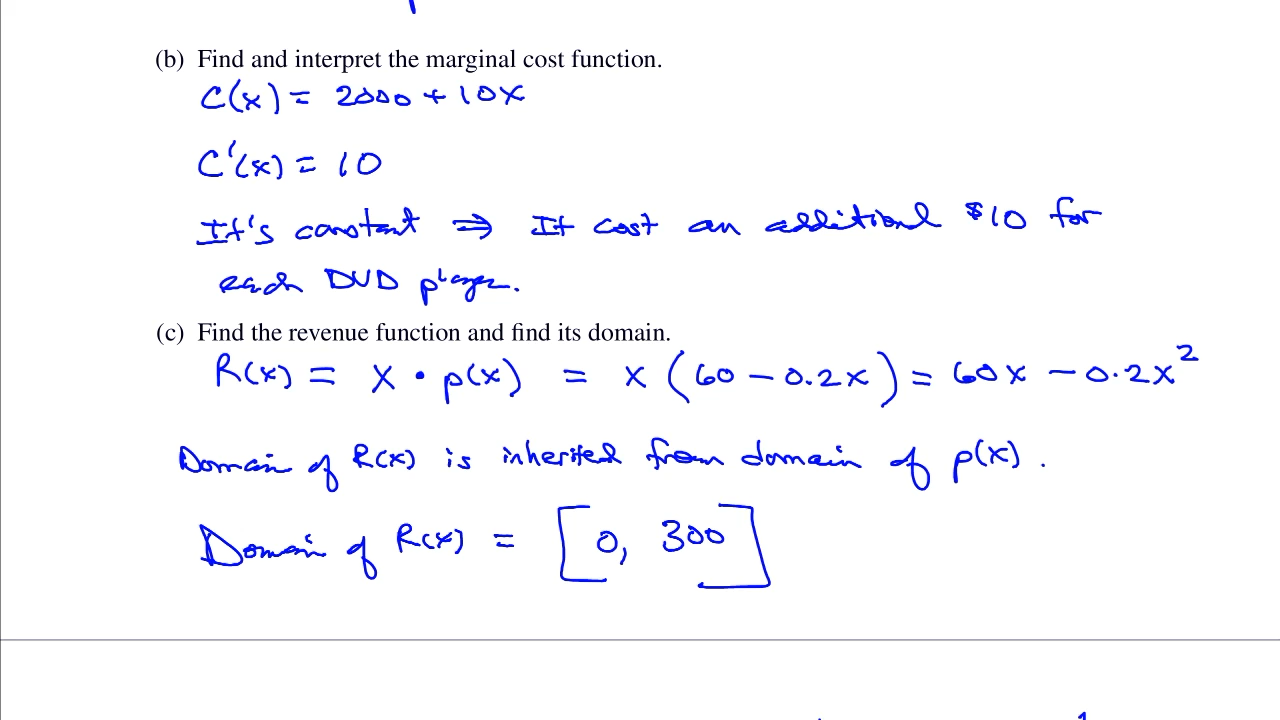 (b) Find and interpret the marginal cost function.
C(x) = 2000 + 10x
C'(x) = 10
It's constant ⇒ It cost an additional $10 for
each DVD player.
(c) Find the revenue function and find its domain.
R(x) = x • p(x) = x (60 − 0.2x) = 60x − 0.2x²
Domain of R(x) is inherited from domain of p(x).
Domain of R(x) = [0, 300]